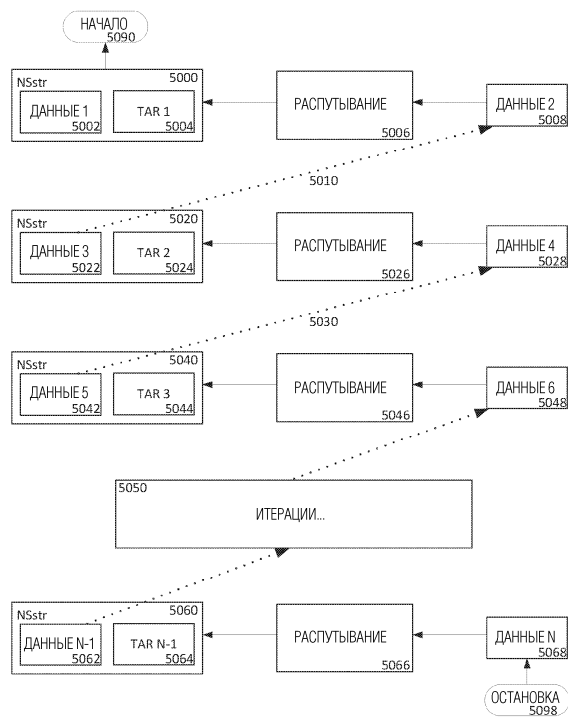 НАЧАЛО
5090
NSstr
5000
ДАННЫЕ 1
5002
TAR 1
5004
РАСПУТЫВАНИЕ
5006
ДАННЫЕ 2
5008
5010
NSstr
5020
ДАННЫЕ 3
5022
TAR 2
5024
РАСПУТЫВАНИЕ
5026
ДАННЫЕ 4
5028
5030
NSstr
5040
ДАННЫЕ 5
5042
TAR 3
5044
РАСПУТЫВАНИЕ
5046
ДАННЫЕ 6
5048
5050
ИТЕРАЦИИ...
NSstr
5060
ДАННЫЕ N-1
5062
TAR N-1
5064
РАСПУТЫВАНИЕ
5066
ДАННЫЕ N
5068
ОСТАНОВКА
5098